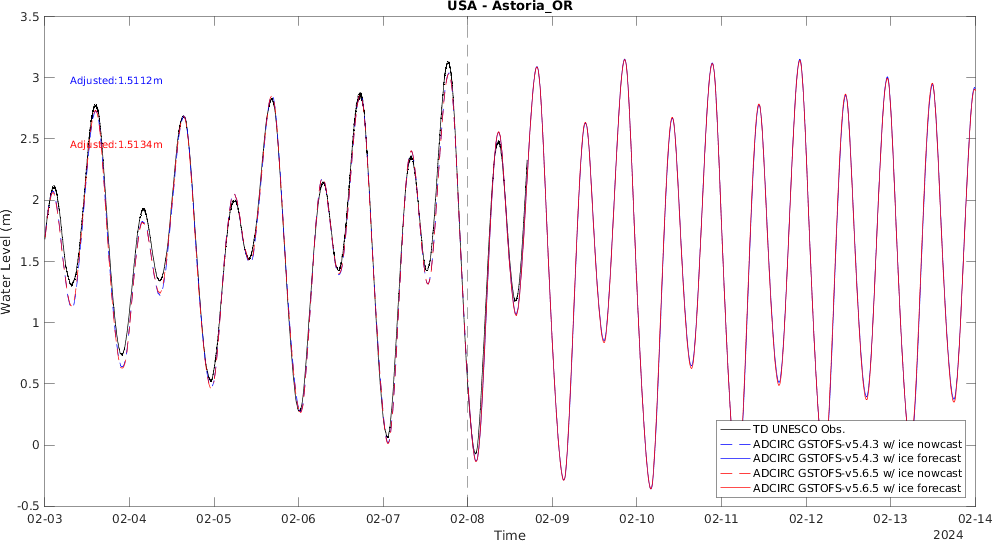 USA - Astoria_OR
3.5
3
2.5
2
1.5
1
0.5
0
-0.5
Water Level (m)
Adjusted:1.5112m
Adjusted:1.5134m
TD UNESCO Obs.
ADCIRC GSTOFS-v5.4.3 w/ ice nowcast
ADCIRC GSTOFS-v5.4.3 w/ ice forecast
ADCIRC GSTOFS-v5.6.5 w/ ice nowcast
ADCIRC GSTOFS-v5.6.5 w/ ice forecast
02-03 02-04 02-05 02-06 02-07 02-08 02-09 02-10 02-11 02-12 02-13 02-14
Time
2024